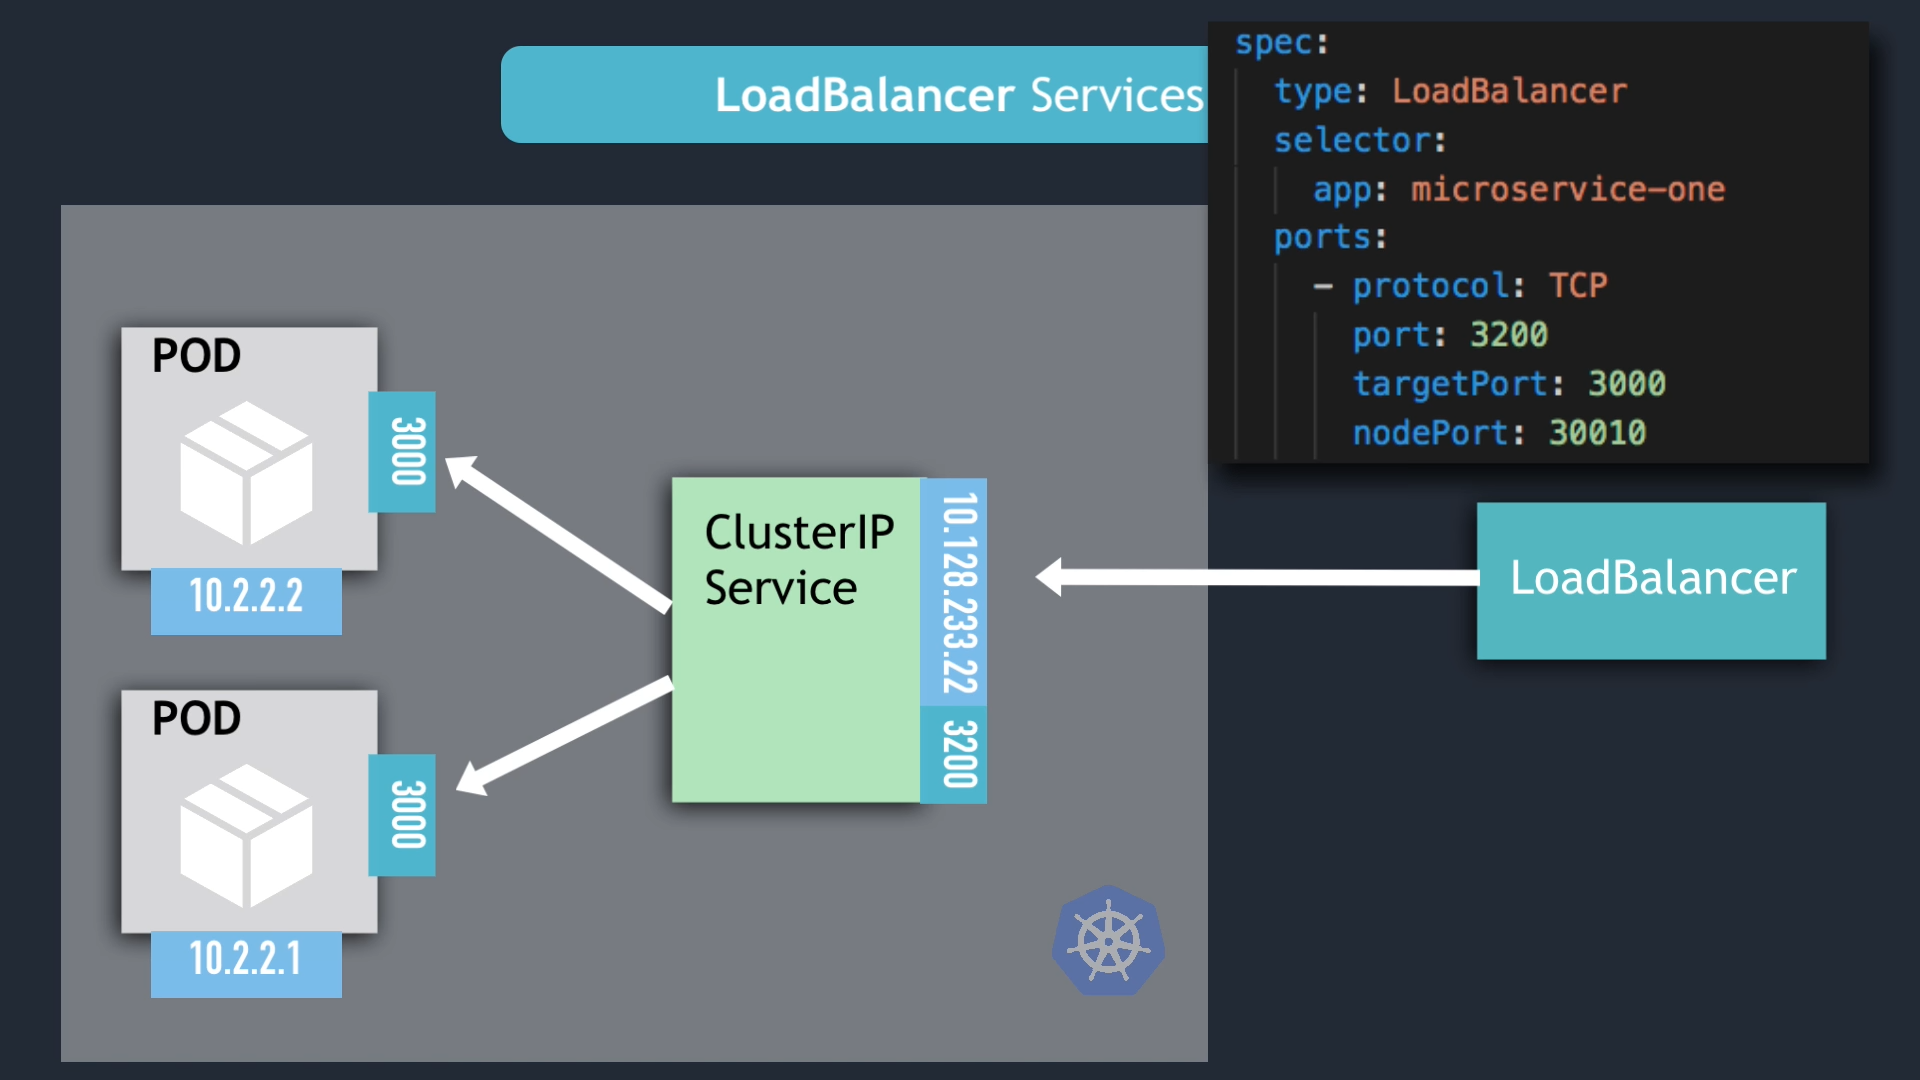 LoadBalancer Services
spec:
type: LoadBalancer
selector:
app: microservice-one
ports:
- protocol: TCP
port: 3200
targetPort: 3000
nodePort: 30010
POD
3000
10.2.2.2
ClusterIP
Service
10.128.233.22
3200
LoadBalancer
POD
3000
10.2.2.1